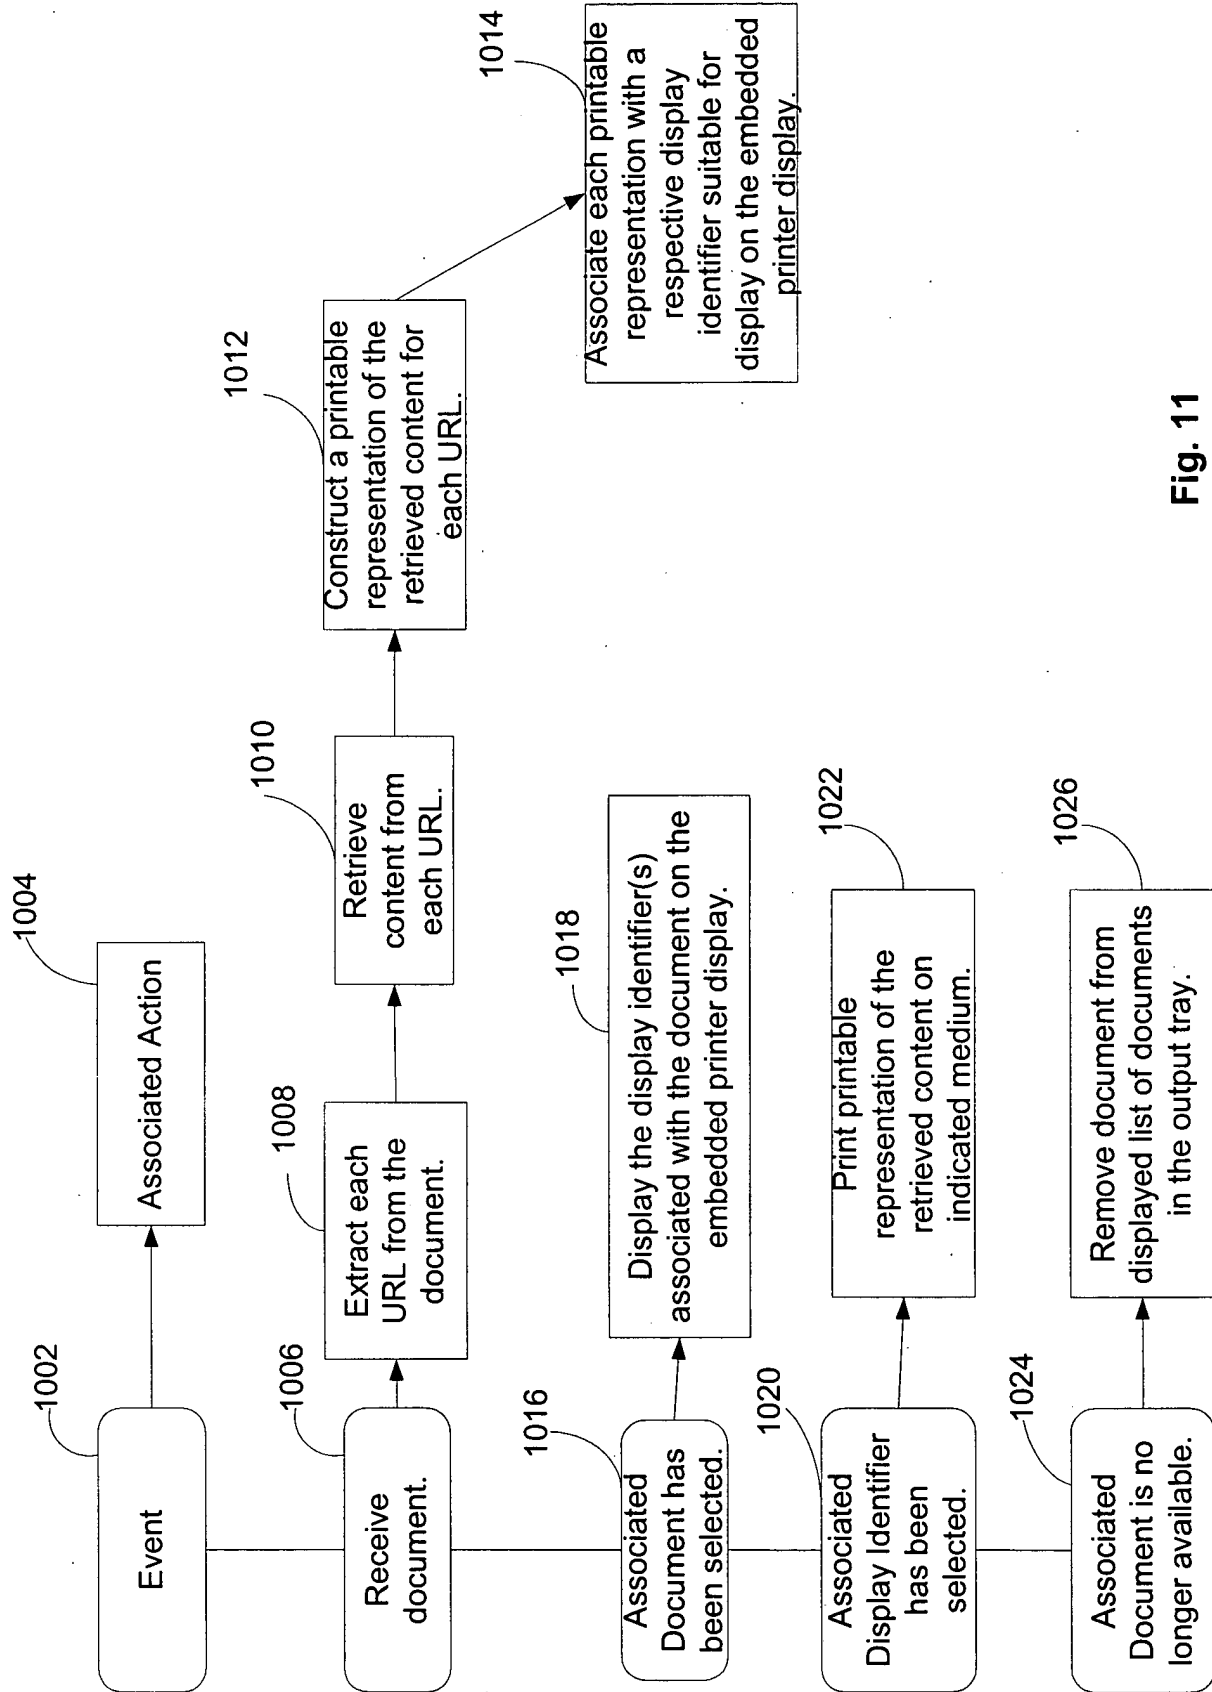 1002
Event
1004
Associated Action
1006
Receive
document.
1008
Extract each
URL from the
document.
1010
Retrieve
content from
each URL.
1012
Construct a printable
representation of the
retrieved content for
each URL.
1014
Associate each printable
representation with a
respective display
identifier suitable for
display on the embedded
printer display.
1016
Associated
Document has
been selected.
1018
Display the display identifier(s)
associated with the document on the
embedded printer display.
1020
Associated
Display Identifier
has been
selected.
1022
Print printable
representation of the
retrieved content on
indicated medium.
1024
Associated
Document is no
longer available.
1026
Remove document from
displayed list of documents
in the output tray.
Fig. 11